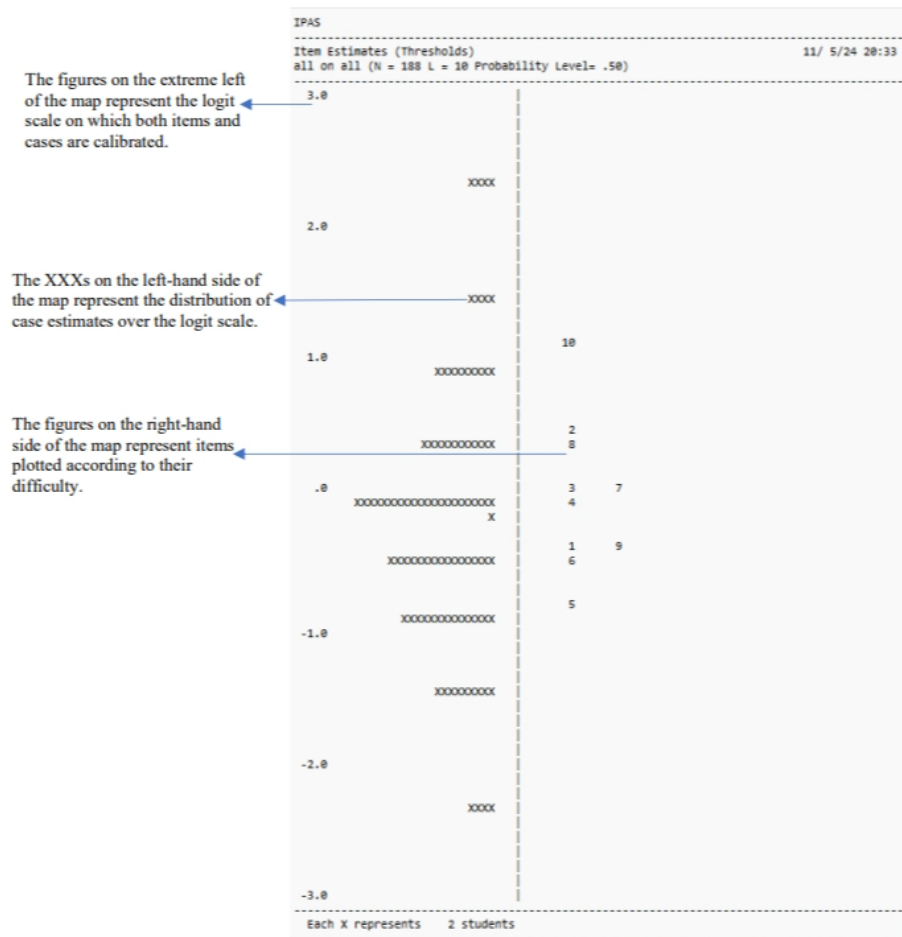 The figures on the extreme left
of the map represent the logit
scale on which both items and
cases are calibrated.
The XXXs on the left-hand side of
the map represent the distribution of
case estimates over the logit scale.
The figures on the right-hand
side of the map represent items
plotted according to their
difficulty.
IPAS
Item Estimates (Thresholds) 11/ 5/24 20:33
all on all (N = 188 L = 10 Probability Level= .50)
3.0
XXXX
2.0
XXXX
10
1.0
XXXXXXXXX
2
XXXXXXXXXXX 8
.0 3 7
XXXXXXXXXXXXXXXXXXXXX 4
X
1 9
XXXXXXXXXXXXXXXX 6
5
XXXXXXXXXXXXXX
-1.0
XXXXXXXXX
-2.0
XXXX
-3.0
Each X represents 2 students